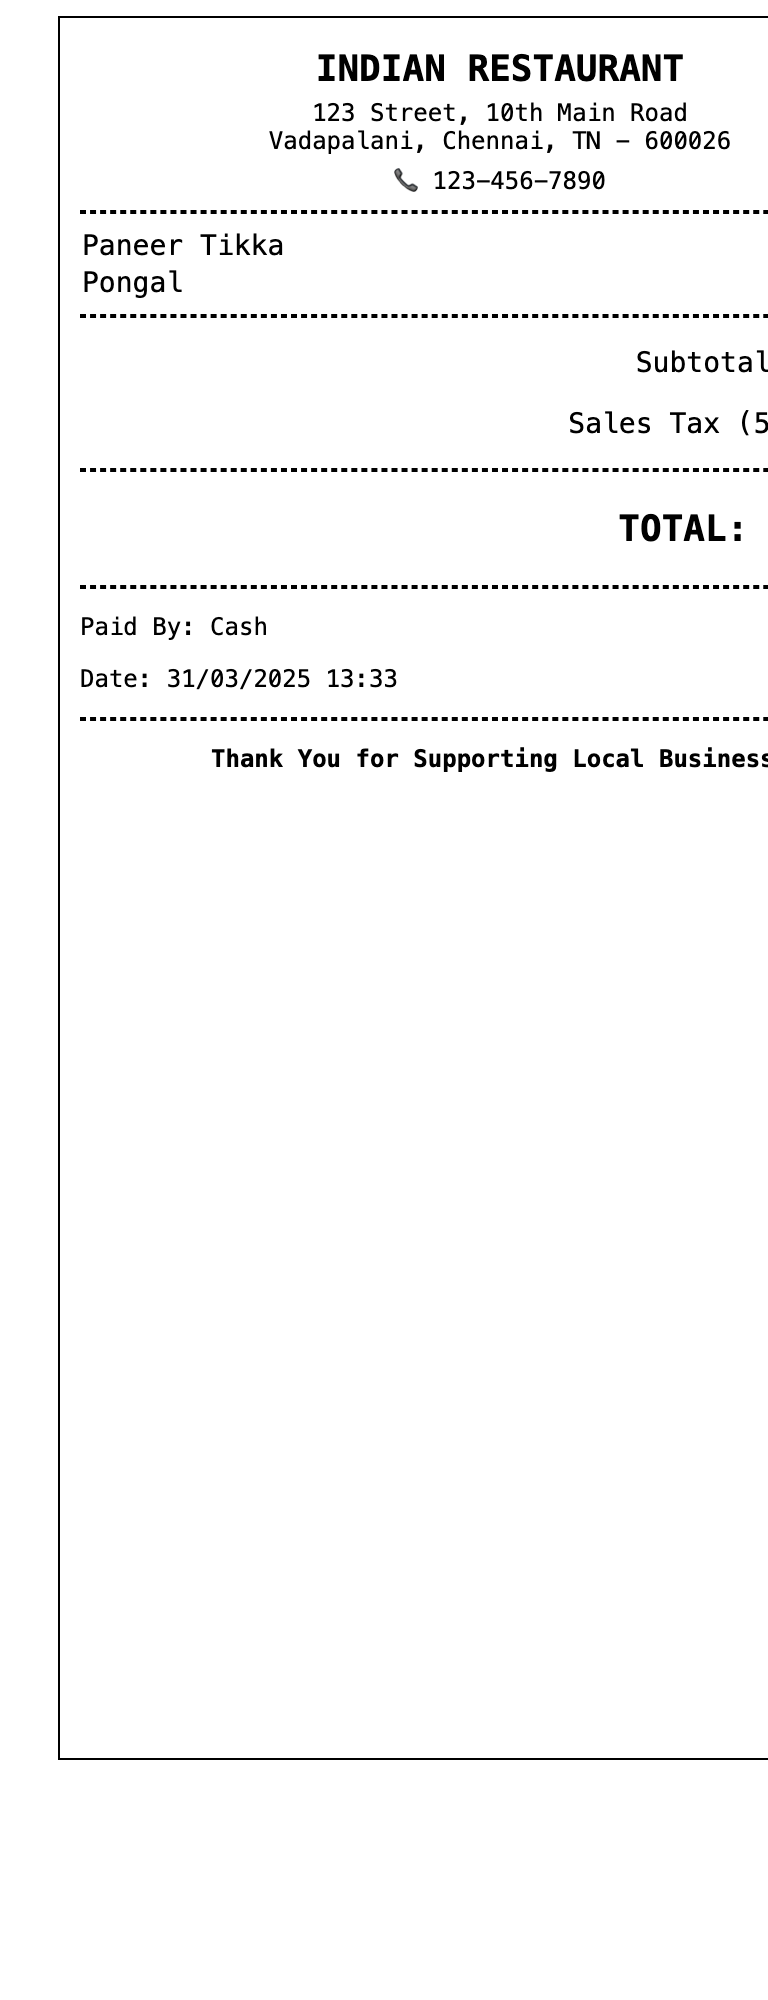 INDIAN RESTAURANT
123 Street, 10th Main Road
Vadapalani, Chennai, TN - 600026
📞 123-456-7890
Paneer Tikka
Pongal
Subtotal
Sales Tax (5
TOTAL:
Paid By: Cash
Date: 31/03/2025 13:33
Thank You for Supporting Local Business